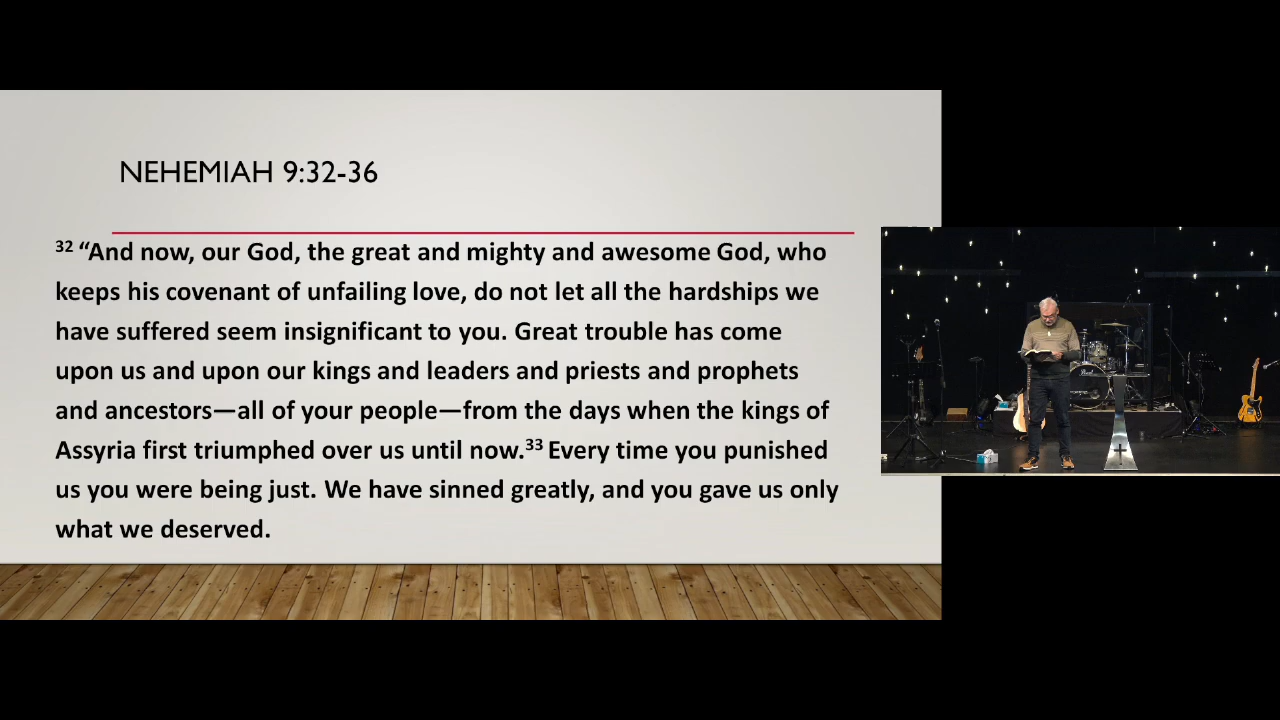 NEHEMIAH 9:32-36
32 “And now, our God, the great and mighty and awesome God, who
keeps his covenant of unfailing love, do not let all the hardships we
have suffered seem insignificant to you. Great trouble has come
upon us and upon our kings and leaders and priests and prophets
and ancestors—all of your people—from the days when the kings of
Assyria first triumphed over us until now.33 Every time you punished
us you were being just. We have sinned greatly, and you gave us only
what we deserved.